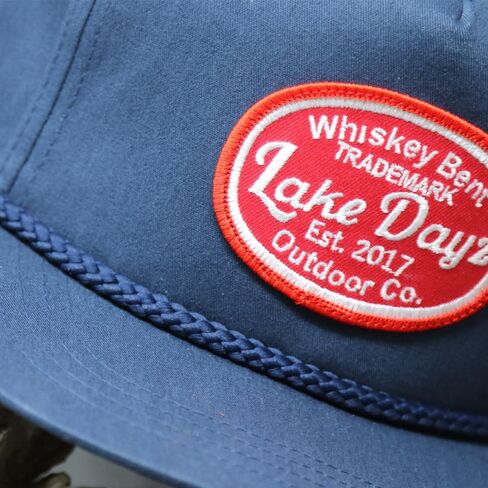 Whiskey Bent
TRADEMARK
Lake Dayz
Est. 2017
Outdoor Co.